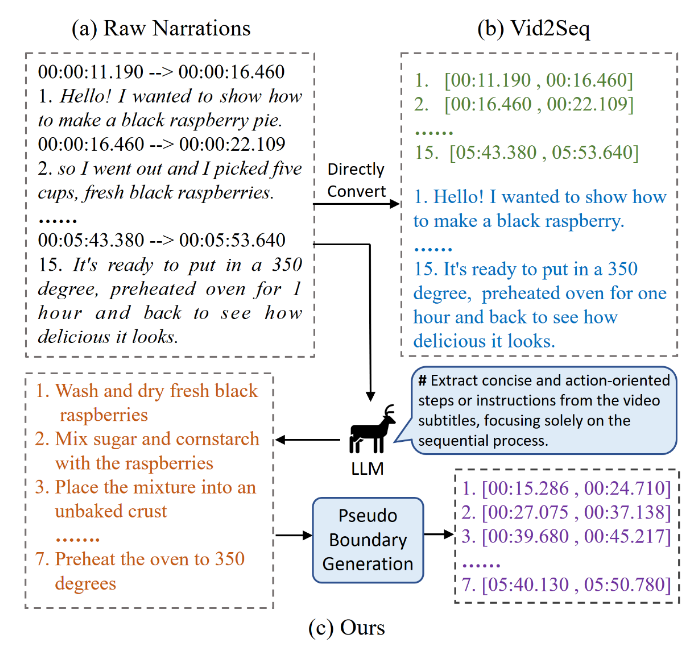 (a) Raw Narrations
00:00:11.190 --> 00:00:16.460
1. Hello! I wanted to show how
to make a black raspberry pie.
00:00:16.460 --> 00:00:22.109
2. so I went out and I picked five
cups, fresh black raspberries.
......
00:05:43.380 --> 00:05:53.640
15. It's ready to put in a 350
degree, preheated oven for 1
hour and back to see how
delicious it looks.
Directly
Convert
(b) Vid2Seq
1. [00:11.190 , 00:16.460]
2. [00:16.460 , 00:22.109]
......
15. [05:43.380 , 05:53.640]
1. Hello! I wanted to show how
to make a black raspberry.
......
15. It's ready to put in a 350
degree, preheated oven for one
hour and back to see how
delicious it looks.
# Extract concise and action-oriented
steps or instructions from the video
subtitles, focusing solely on the
sequential process.
LLM
1. Wash and dry fresh black
raspberries
2. Mix sugar and cornstarch
with the raspberries
3. Place the mixture into an
unbaked crust
.......
7. Preheat the oven to 350
degrees
Pseudo
Boundary
Generation
1. [00:15.286 , 00:24.710]
2. [00:27.075 , 00:37.138]
3. [00:39.680 , 00:45.217]
......
7. [05:40.130 , 05:50.780]
(c) Ours